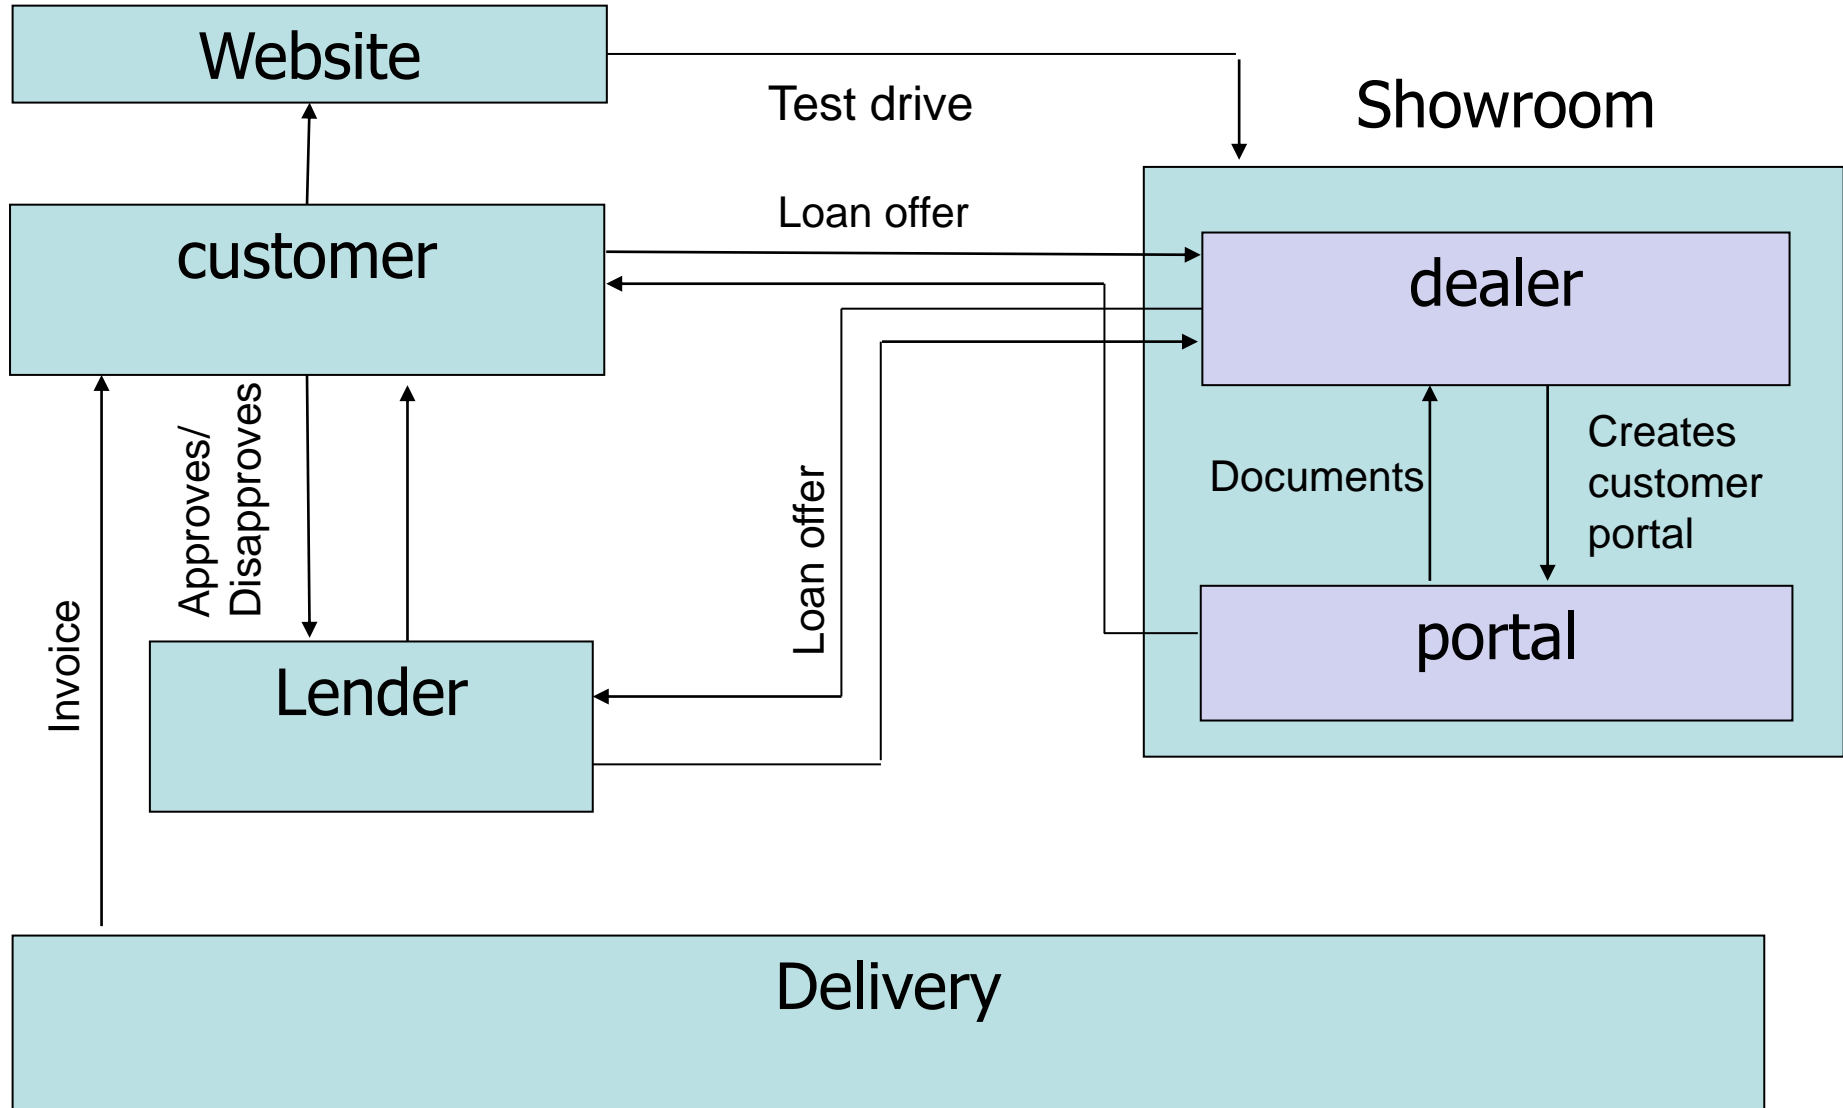 Website
Test drive
Showroom
Loan offer
customer
dealer
Approves/
Disapproves
Loan offer
Documents
Creates
customer
portal
Invoice
Lender
portal
Delivery